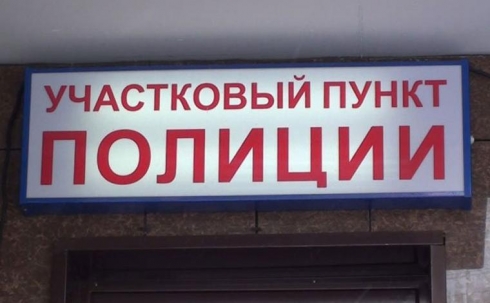 УЧАСТКОВЫЙ ПУНКТ
ПОЛИЦИИ